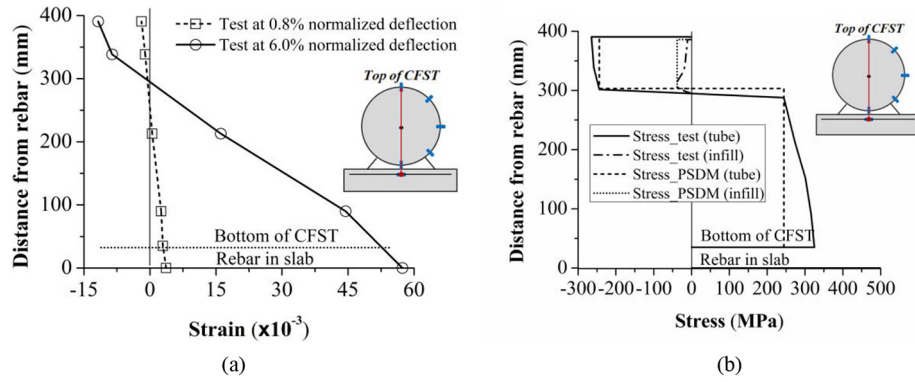 Test at 0.8% normalized deflection
Test at 6.0% normalized deflection
Top of CFST
Distance from rebar (mm)
400
300
200
100
0
Bottom of CFST
Rebar in slab
-15 0 15 30 45 60
Strain (x10⁻³)
(a)
Top of CFST
Distance from rebar (mm)
400
300
200
100
0
Stress_test (tube)
Stress_test (infill)
Stress_PSDM (tube)
Stress_PSDM (infill)
Bottom of CFST
Rebar in slab
-300 -200 -100 0 100 200 300 400 500
Stress (MPa)
(b)